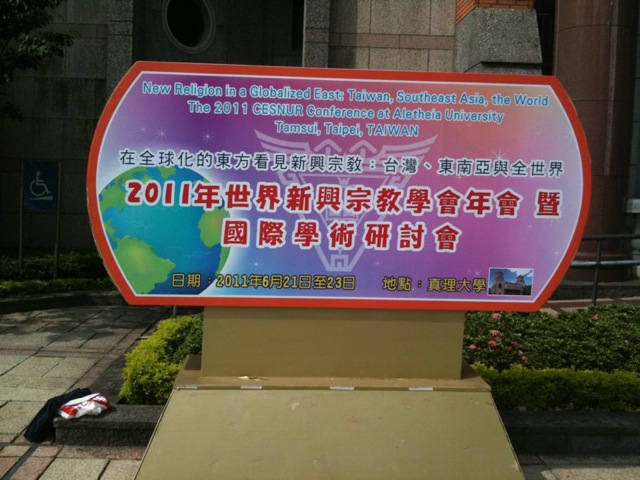 New Religion in a Globalized East: Taiwan, Southeast Asia, the World
The 2011 CESNUR Conference at Aletheia University
Tamsui, Taipei, TAIWAN
在全球化的東方看見新興宗教：台灣、東南亞與全世界
2011年世界新興宗教學會年會 暨
國際學術研討會
日期：2011年6月21日至23日 地點：真理大學